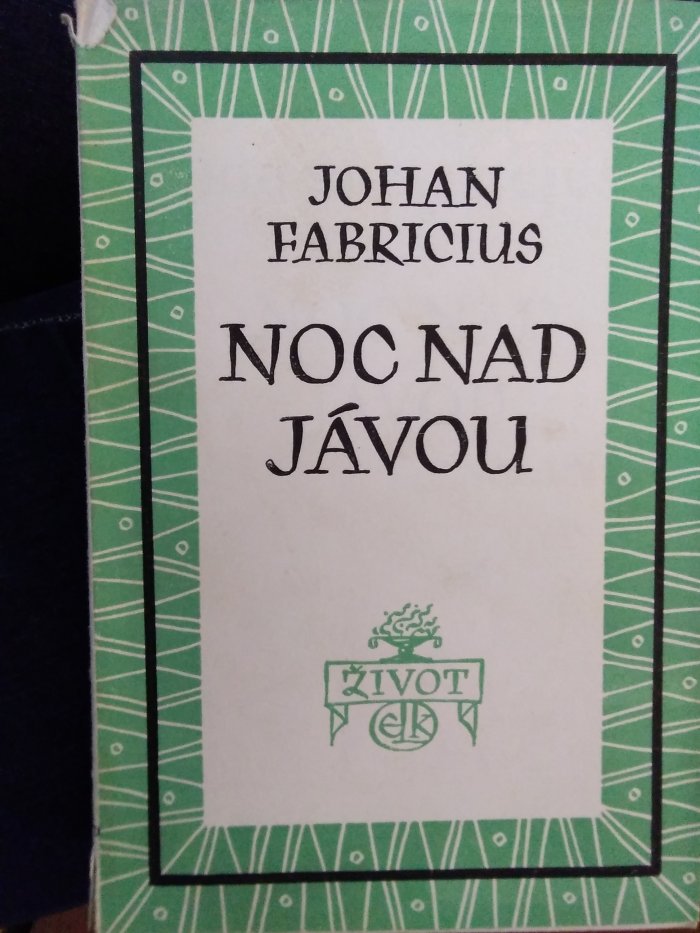 JOHAN
FABRICIUS
NOC NAD
JÁVOU
ŽIVOT
ELK